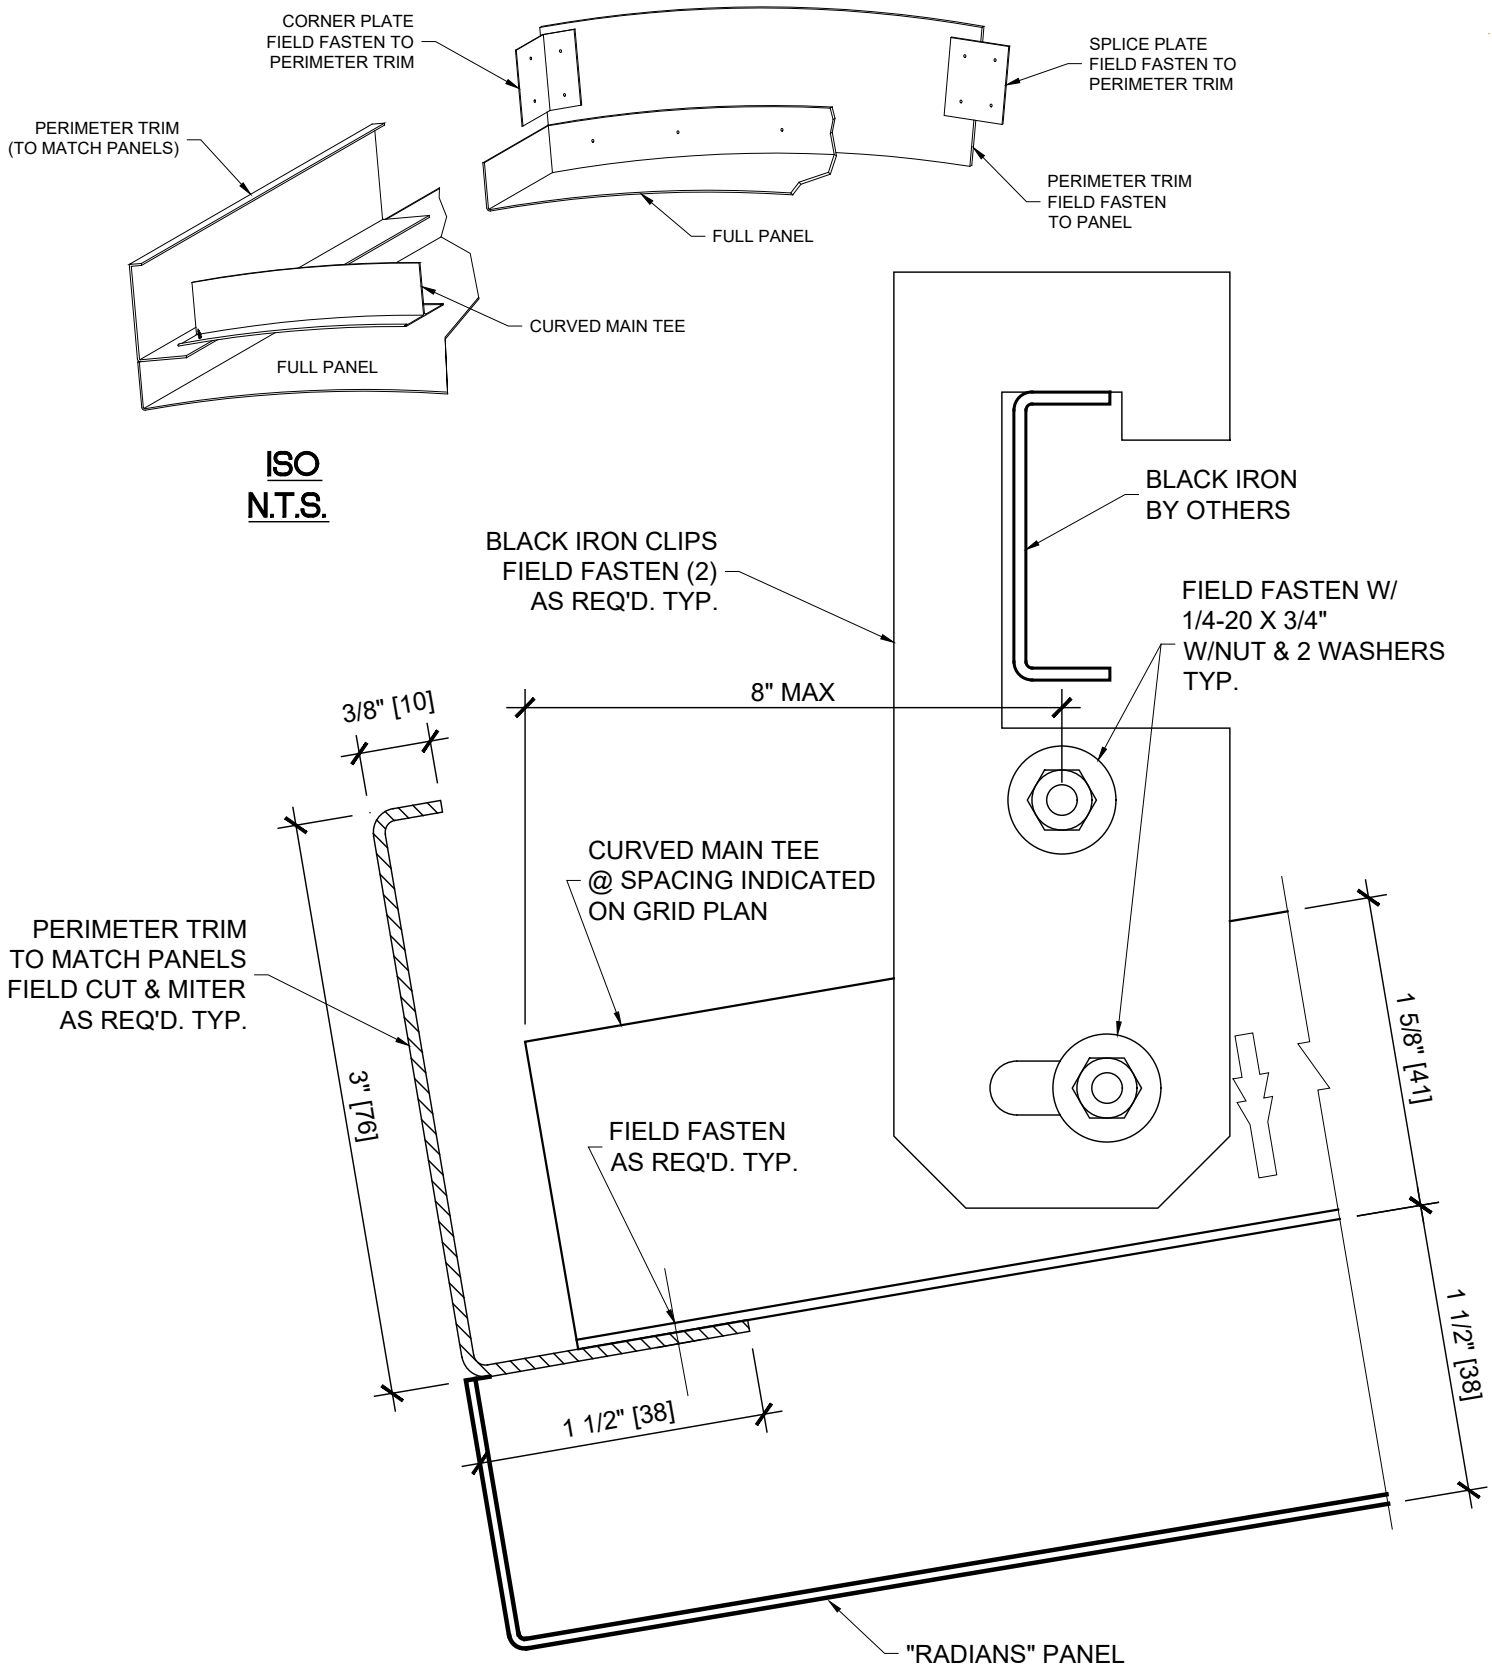 CORNER PLATE
FIELD FASTEN TO
PERIMETER TRIM
SPLICE PLATE
FIELD FASTEN TO
PERIMETER TRIM
PERIMETER TRIM
(TO MATCH PANELS)
PERIMETER TRIM
FIELD FASTEN
TO PANEL
FULL PANEL
CURVED MAIN TEE
FULL PANEL
ISO
N.T.S.
BLACK IRON
BY OTHERS
BLACK IRON CLIPS
FIELD FASTEN (2)
AS REQ'D. TYP.
FIELD FASTEN W/
1/4-20 X 3/4"
W/NUT & 2 WASHERS
TYP.
8" MAX
3/8" [10]
CURVED MAIN TEE
@ SPACING INDICATED
ON GRID PLAN
PERIMETER TRIM
TO MATCH PANELS
FIELD CUT & MITER
AS REQ'D. TYP.
1 5/8" [41]
3" [76]
FIELD FASTEN
AS REQ'D. TYP.
1 1/2" [38]
1 1/2" [38]
"RADIANS" PANEL